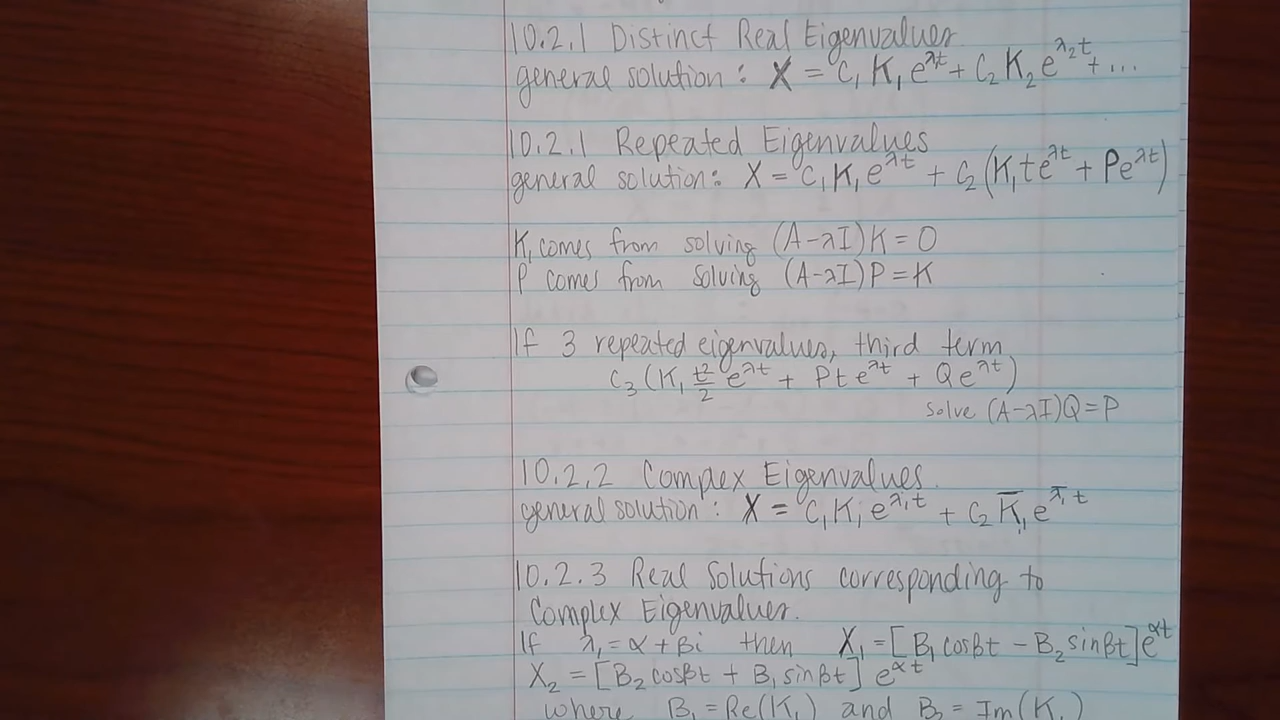 10.2.1 Distinct Real Eigenvalues
general solution: X = c₁K₁e^λt + c₂K₂e^λ₂t + ...
10.2.1 Repeated Eigenvalues
general solution: X = c₁K₁e^λt + c₂(K₁te^λt + Pe^λt)
K₁ comes from solving (A-λI)K = 0
P comes from solving (A-λI)P = K
If 3 repeated eigenvalues, third term
c₃(K₁ t²/2 e^λt + Pte^λt + Qe^λt)
solve (A-λI)Q = P
10.2.2 Complex Eigenvalues
general solution: X = c₁K₁e^λ₁t + c₂K̅₁e^λ̅₁t
10.2.3 Real Solutions corresponding to
Complex Eigenvalues.
If λ₁ = α + βi then X₁ = [B₁cosβt - B₂sinβt]e^αt
X₂ = [B₂cosβt + B₁sinβt]e^αt
where B₁ = Re(K₁) and B₂ = Im(K₁)